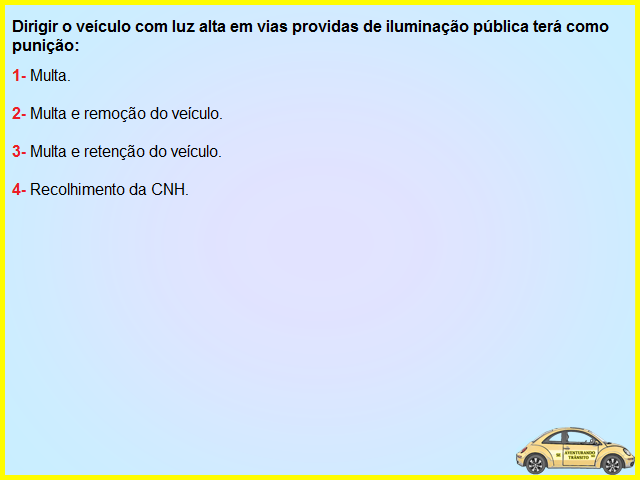 Dirigir o veículo com luz alta em vias providas de iluminação pública terá como
punição:
1- Multa.
2- Multa e remoção do veículo.
3- Multa e retenção do veículo.
4- Recolhimento da CNH.
AVENTURANDO
TRÂNSITO